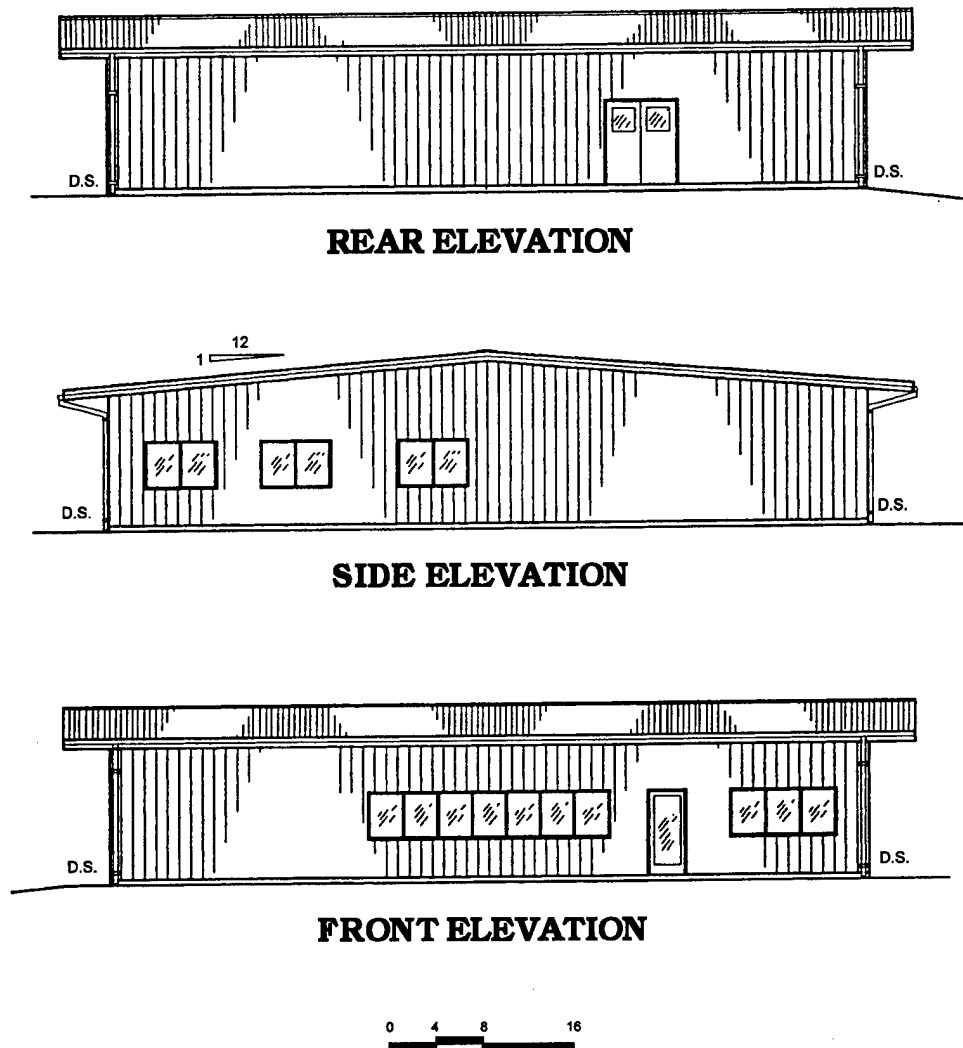 D.S. D.S.
REAR ELEVATION
12
1
D.S. D.S.
SIDE ELEVATION
D.S. D.S.
FRONT ELEVATION
0 4 8 16